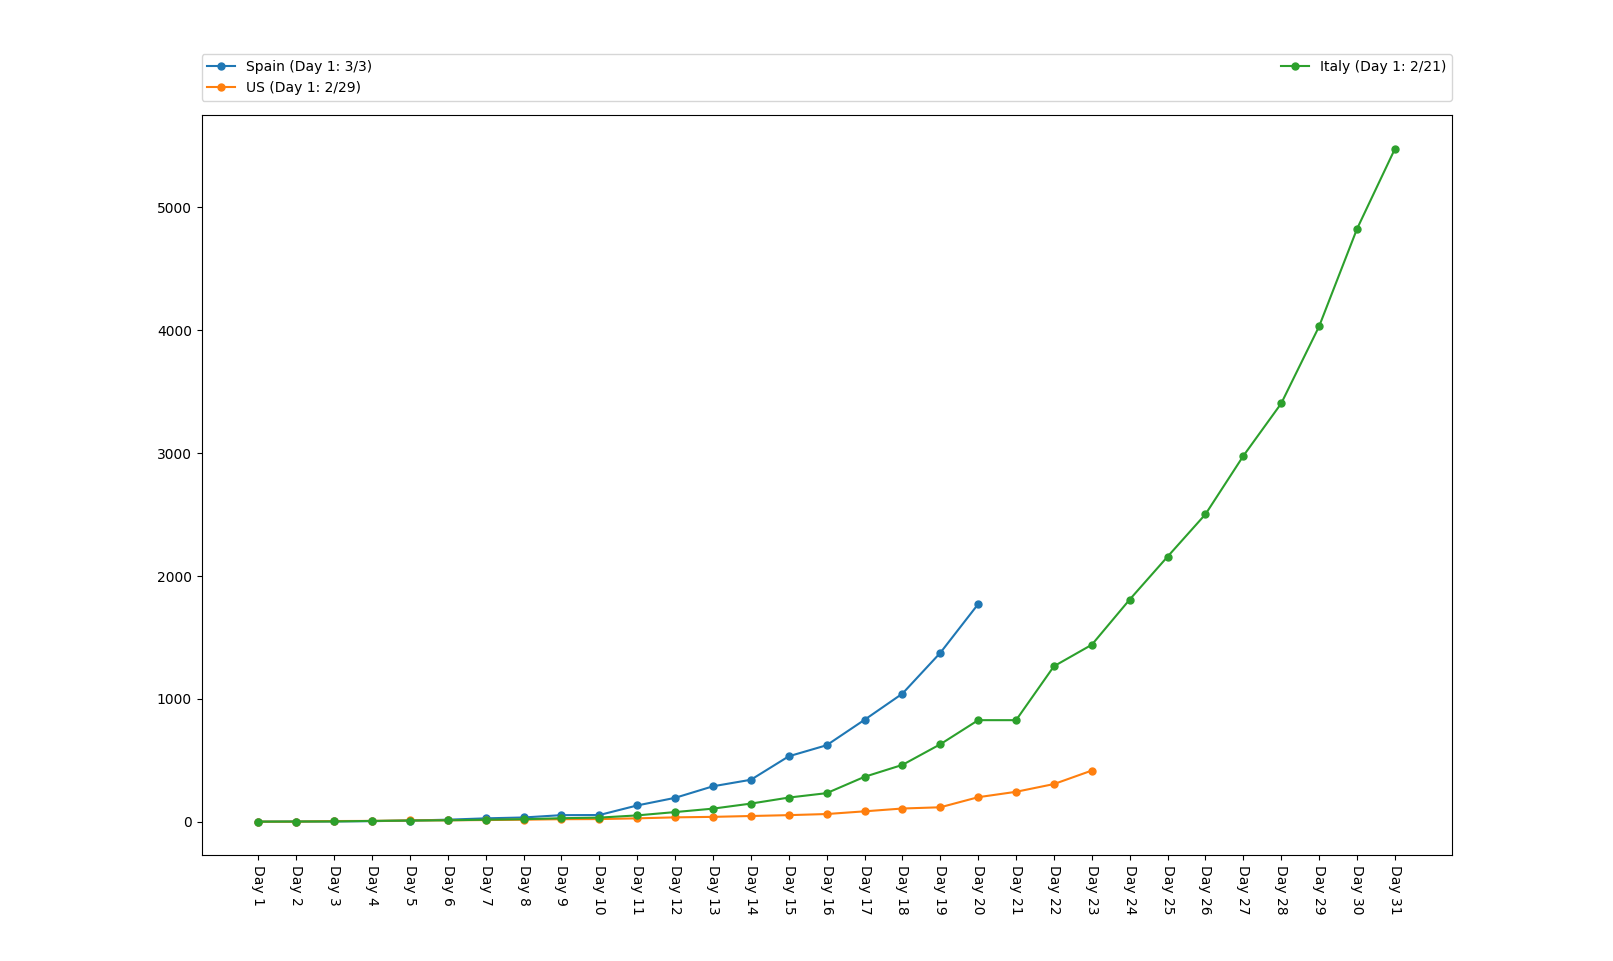 Spain (Day 1: 3/3)
US (Day 1: 2/29)
Italy (Day 1: 2/21)
5000
4000
3000
2000
1000
0
Day 1
Day 2
Day 3
Day 4
Day 5
Day 6
Day 7
Day 8
Day 9
Day 10
Day 11
Day 12
Day 13
Day 14
Day 15
Day 16
Day 17
Day 18
Day 19
Day 20
Day 21
Day 22
Day 23
Day 24
Day 25
Day 26
Day 27
Day 28
Day 29
Day 30
Day 31